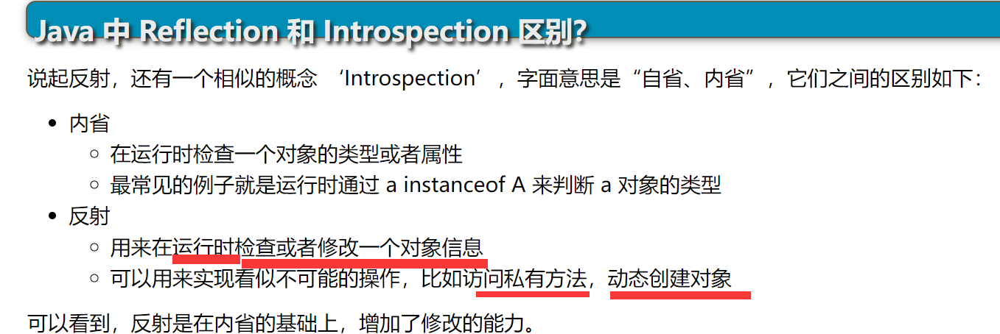 Java 中 Reflection 和 Introspection 区别?
说起反射，还有一个相似的概念 ‘Introspection’，字面意思是“自省、内省”，它们之间的区别如下：
内省
在运行时检查一个对象的类型或者属性
最常见的例子就是运行时通过 a instanceof A 来判断 a 对象的类型
反射
用来在运行时检查或者修改一个对象信息
可以用来实现看似不可能的操作，比如访问私有方法，动态创建对象
可以看到，反射是在内省的基础上，增加了修改的能力。